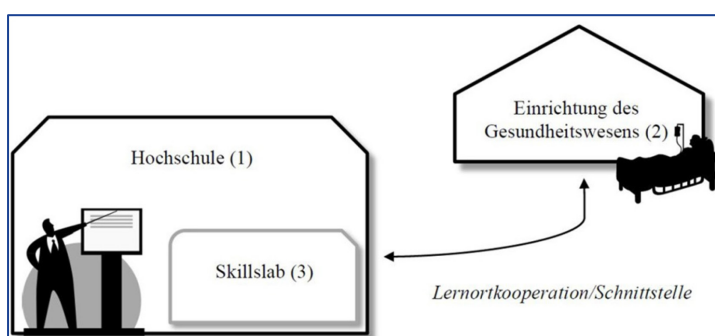 Einrichtung des
Gesundheitswesens (2)
Hochschule (1)
Skillslab (3)
Lernortkooperation/Schnittstelle